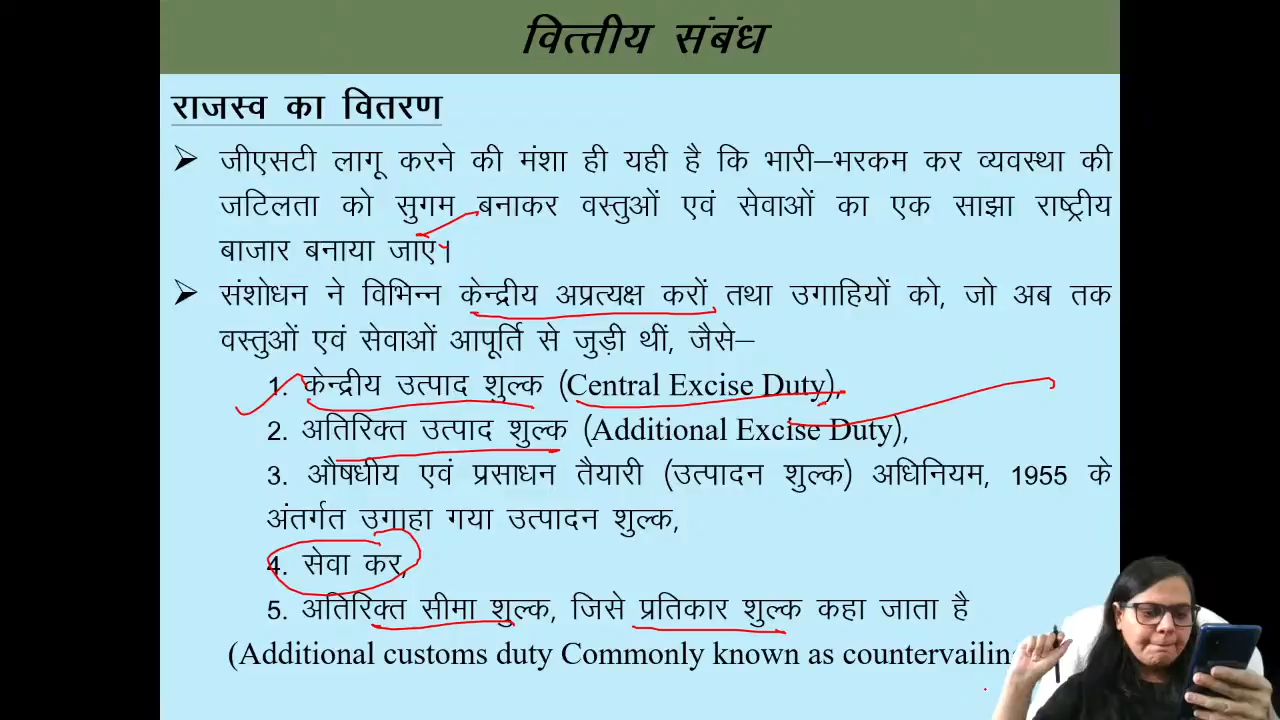 वित्तीय संबंध
राजस्व का वितरण
➢ जीएसटी लागू करने की मंशा ही यही है कि भारी–भरकम कर व्यवस्था की
जटिलता को सुगम बनाकर वस्तुओं एवं सेवाओं का एक साझा राष्ट्रीय
बाजार बनाया जाए।
➢ संशोधन ने विभिन्न केन्द्रीय अप्रत्यक्ष करों तथा उगाहियों को, जो अब तक
वस्तुओं एवं सेवाओं आपूर्ति से जुड़ी थीं, जैसे–
1. केन्द्रीय उत्पाद शुल्क (Central Excise Duty),
2. अतिरिक्त उत्पाद शुल्क (Additional Excise Duty),
3. औषधीय एवं प्रसाधन तैयारी (उत्पादन शुल्क) अधिनियम, 1955 के
अंतर्गत उगाहा गया उत्पादन शुल्क,
4. सेवा कर,
5. अतिरिक्त सीमा शुल्क, जिसे प्रतिकार शुल्क कहा जाता है
(Additional customs duty Commonly known as